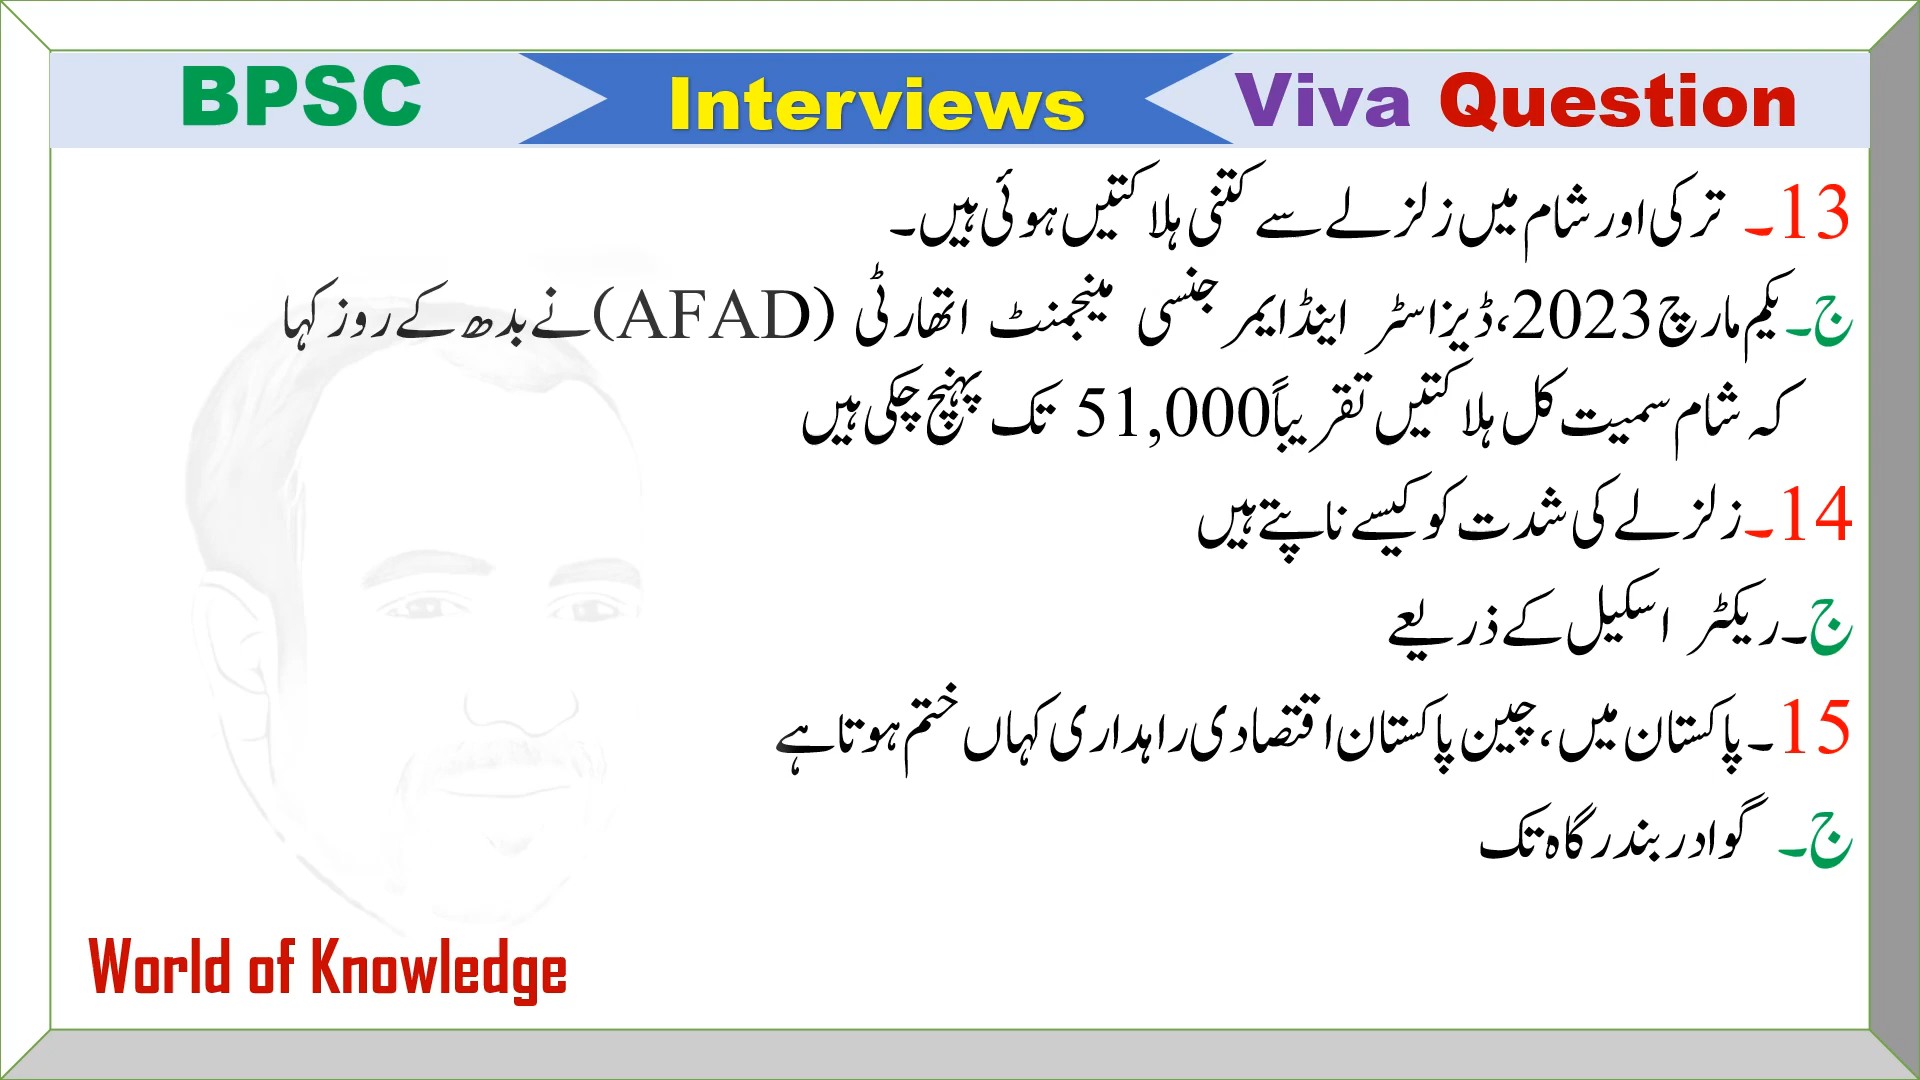 BPSC Interviews Viva Question
13۔ ترکی اور شام میں زلزلے سے کتنی ہلاکتیں ہوئی ہیں۔
ج۔ یکم مارچ 2023، ڈیزاسٹر اینڈ ایمرجنسی مینجمنٹ اتھارٹی (AFAD) نے بدھ کے روز کہا
کہ شام سمیت کل ہلاکتیں تقریباً 51,000 تک پہنچ چکی ہیں
14۔ زلزلے کی شدت کو کیسے ناپتے ہیں
ج۔ ریکٹر اسکیل کے ذریعے
15۔ پاکستان میں، چین پاکستان اقتصادی راہداری کہاں ختم ہوتا ہے
ج۔ گوادر بندر گاہ تک
World of Knowledge